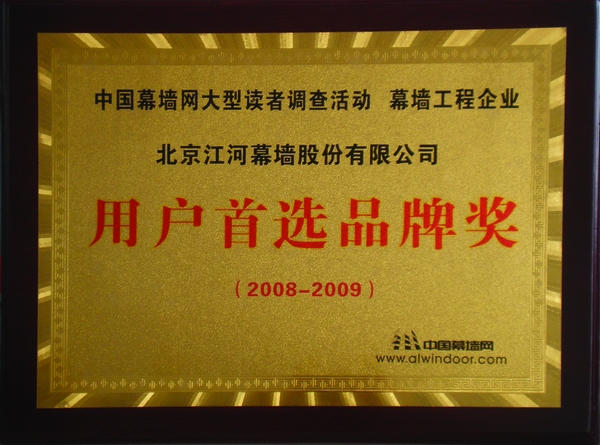 中国幕墙网大型读者调查活动 幕墙工程企业
北京江河幕墙股份有限公司
用户首选品牌奖
（2008-2009）
中国幕墙网
www.alwindoor.com